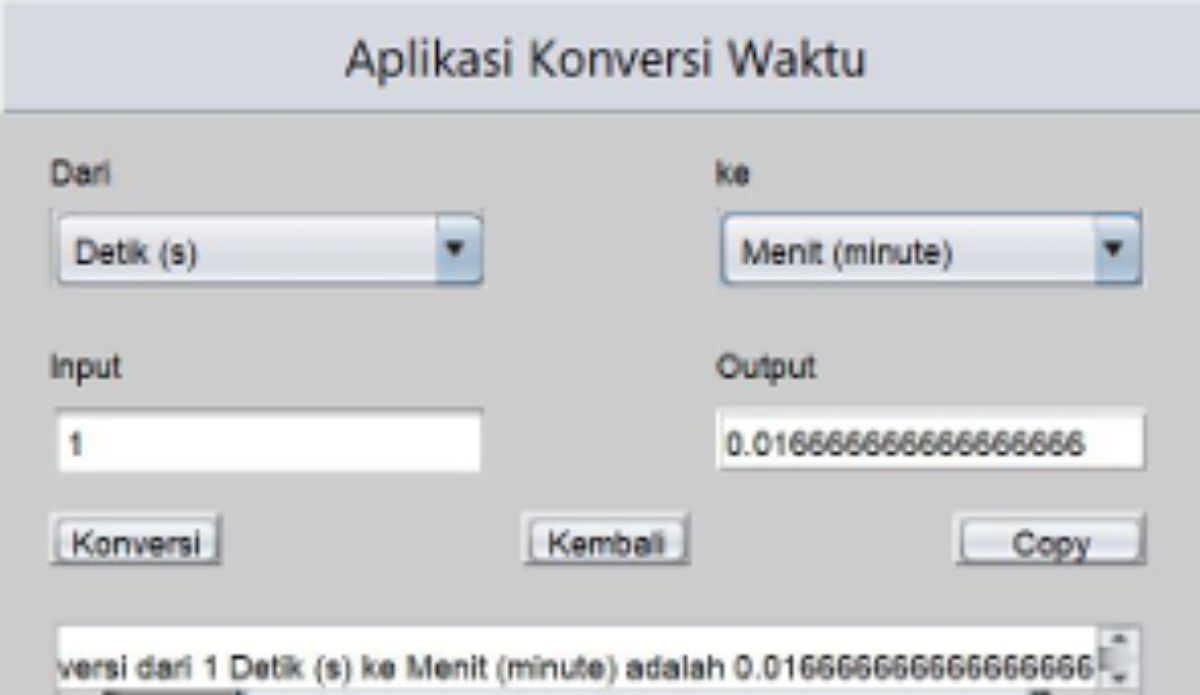 Aplikasi Konversi Waktu
Dari
ke
Detik (s)
Menit (minute)
Input
Output
1
0.016666666666666666
Konversi
Kembali
Copy
versi dari 1 Detik (s) ke Menit (minute) adalah 0.016666666666666666